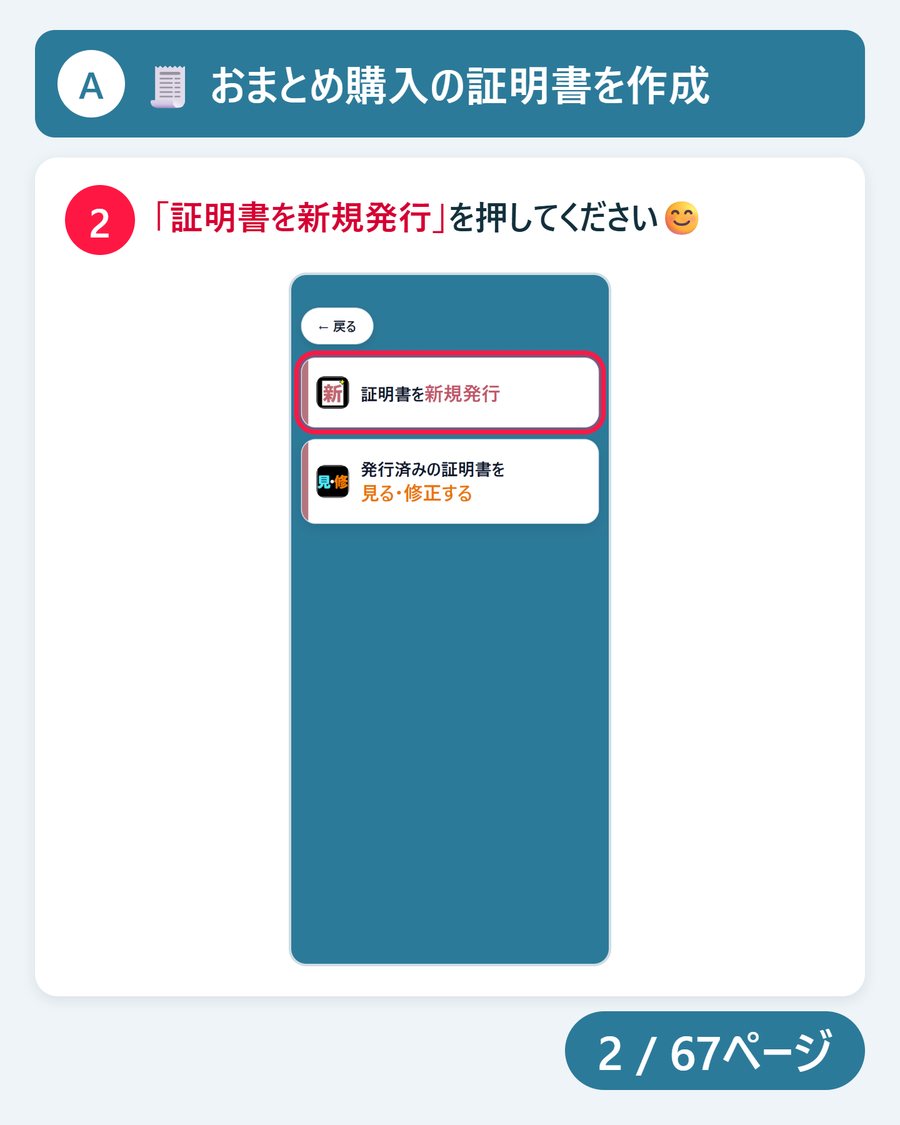 A おまとめ購入の証明書を作成
2 「証明書を新規発行」を押してください
← 戻る
新 証明書を新規発行
発行済みの証明書を
見・修 見る・修正する
2 / 67ページ